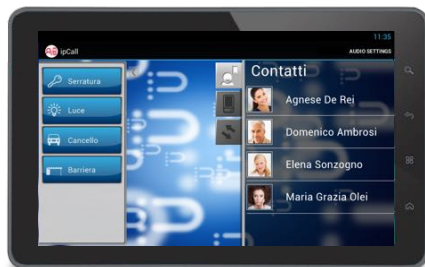 11:35
ipCall
AUDIO SETTINGS
Serratura
Luce
Cancello
Barriera
Contatti
Agnese De Rei
Domenico Ambrosi
Elena Sonzogno
Maria Grazia Olei